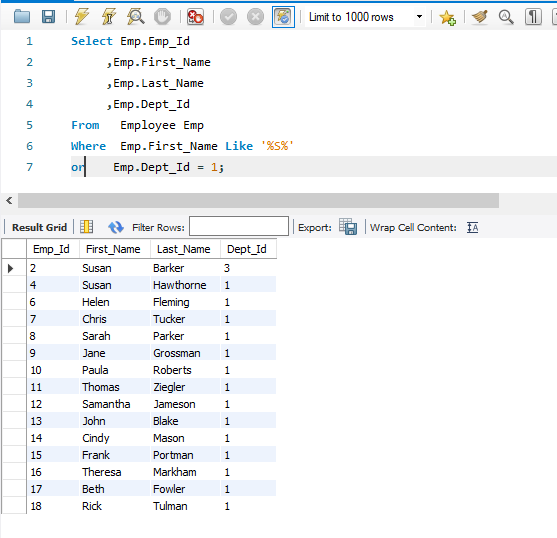 Limit to 1000 rows
1 Select Emp.Emp_Id
2 ,Emp.First_Name
3 ,Emp.Last_Name
4 ,Emp.Dept_Id
5 From Employee Emp
6 Where Emp.First_Name Like '%S%'
7 or Emp.Dept_Id = 1;
Result Grid Filter Rows: Export: Wrap Cell Content:
Emp_Id First_Name Last_Name Dept_Id
2 Susan Barker 3
4 Susan Hawthorne 1
6 Helen Fleming 1
7 Chris Tucker 1
8 Sarah Parker 1
9 Jane Grossman 1
10 Paula Roberts 1
11 Thomas Ziegler 1
12 Samantha Jameson 1
13 John Blake 1
14 Cindy Mason 1
15 Frank Portman 1
16 Theresa Markham 1
17 Beth Fowler 1
18 Rick Tulman 1